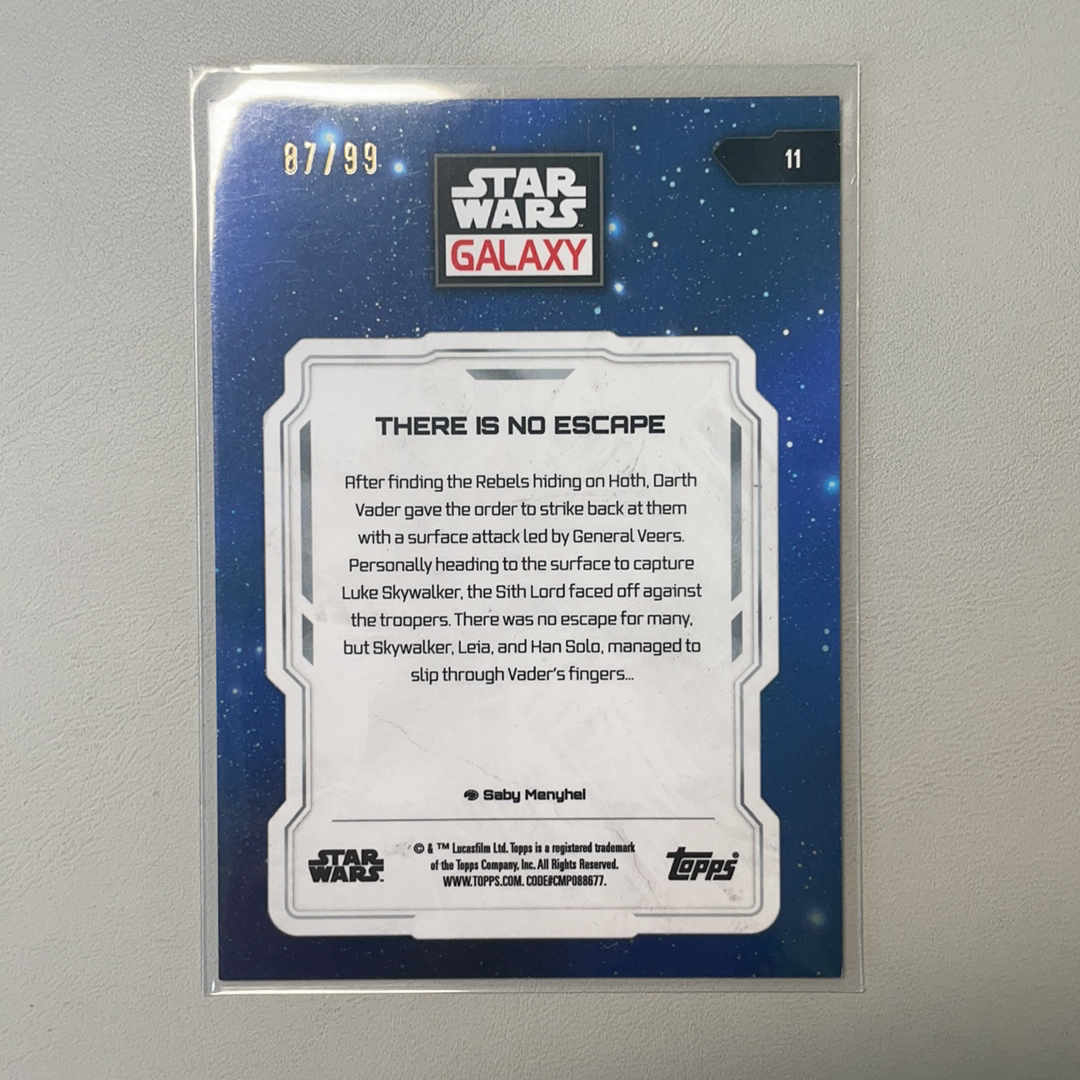 87/99
11
STAR
WARS
GALAXY
THERE IS NO ESCAPE
After finding the Rebels hiding on Hoth, Darth
Vader gave the order to strike back at them
with a surface attack led by General Veers.
Personally heading to the surface to capture
Luke Skywalker, the Sith Lord faced off against
the troopers. There was no escape for many,
but Skywalker, Leia, and Han Solo, managed to
slip through Vader's fingers...
Saby Menyhei
© & ™ Lucasfilm Ltd. Topps is a registered trademark
of the Topps Company, Inc. All Rights Reserved.
WWW.TOPPS.COM. CODE#CMP088677.
STAR
WARS
topps